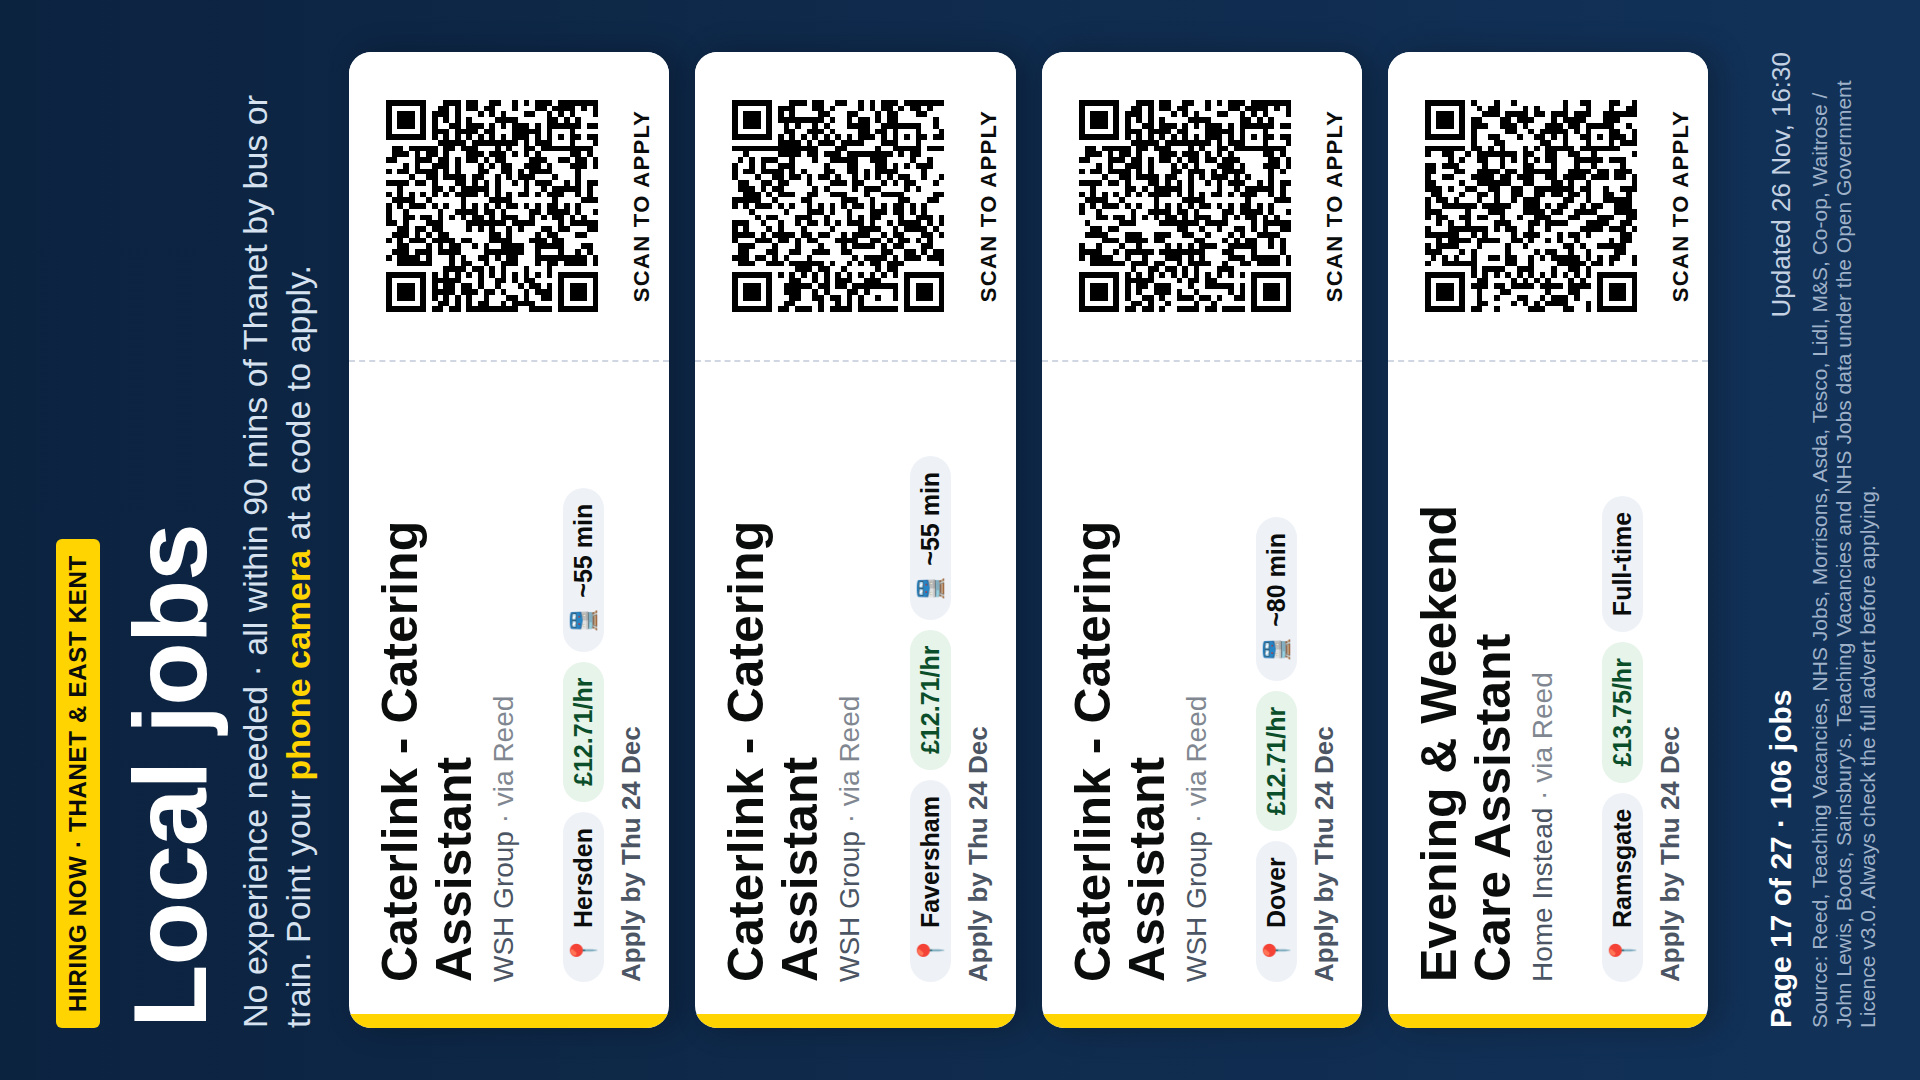 HIRING NOW · THANET & EAST KENT
Local jobs
No experience needed · all within 90 mins of Thanet by bus or
train. Point your phone camera at a code to apply.
Caterlink - Catering
Assistant
WSH Group · via Reed
📍 Hersden £12.71/hr 🚆 ~55 min
Apply by Thu 24 Dec
SCAN TO APPLY
Caterlink - Catering
Assistant
WSH Group · via Reed
📍 Faversham £12.71/hr 🚆 ~55 min
Apply by Thu 24 Dec
SCAN TO APPLY
Caterlink - Catering
Assistant
WSH Group · via Reed
📍 Dover £12.71/hr 🚆 ~80 min
Apply by Thu 24 Dec
SCAN TO APPLY
Evening & Weekend
Care Assistant
Home Instead · via Reed
📍 Ramsgate £13.75/hr Full-time
Apply by Thu 24 Dec
SCAN TO APPLY
Page 17 of 27 · 106 jobs
Updated 26 Nov, 16:30
Source: Reed, Teaching Vacancies, NHS Jobs, Morrisons, Asda, Tesco, Lidl, M&S, Co-op, Waitrose /
John Lewis, Boots, Sainsbury's. Teaching Vacancies and NHS Jobs data under the Open Government
Licence v3.0. Always check the full advert before applying.